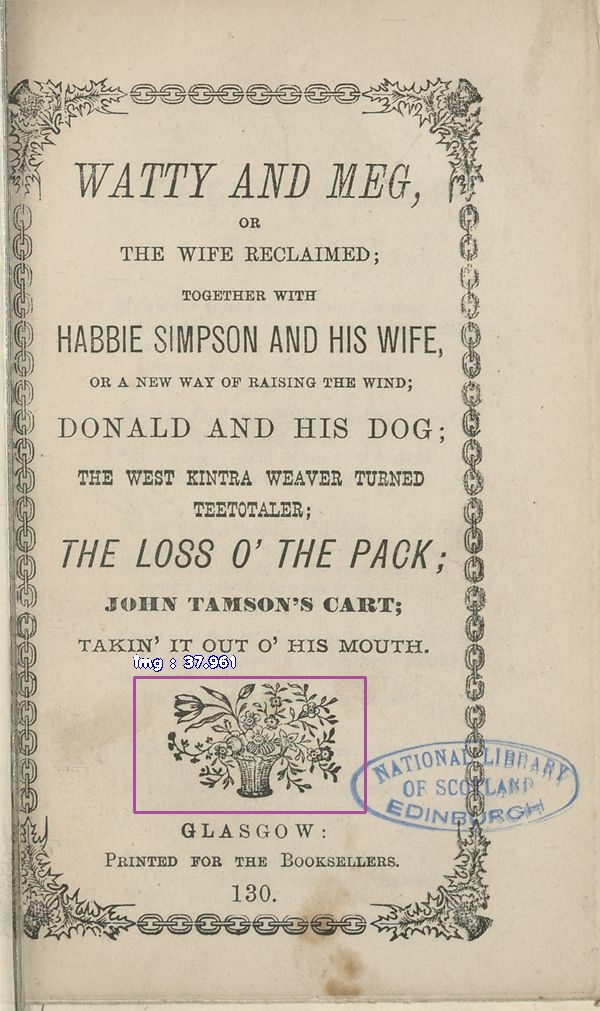 WATTY AND MEG,
OR
THE WIFE RECLAIMED;
TOGETHER WITH
HABBIE SIMPSON AND HIS WIFE,
OR A NEW WAY OF RAISING THE WIND;
DONALD AND HIS DOG;
THE WEST KINTRA WEAVER TURNED
TEETOTALER;
THE LOSS O' THE PACK;
JOHN TAMSON'S CART;
TAKIN' IT OUT O' HIS MOUTH.
img : 37.961
NATIONAL LIBRARY
OF SCOTLAND
EDINBURGH
GLASGOW:
PRINTED FOR THE BOOKSELLERS.
130.